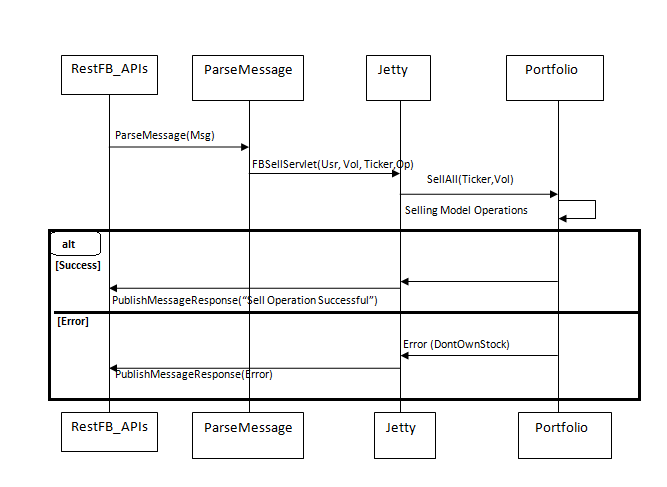 RestFB_APIs
ParseMessage
Jetty
Portfolio
ParseMessage(Msg)
FBSellServlet(Usr, Vol, Ticker,Op)
SellAll(Ticker,Vol)
Selling Model Operations
alt
[Success]
PublishMessageResponse(“Sell Operation Successful”)
[Error]
Error (DontOwnStock)
PublishMessageResponse(Error)
RestFB_APIs
ParseMessage
Jetty
Portfolio